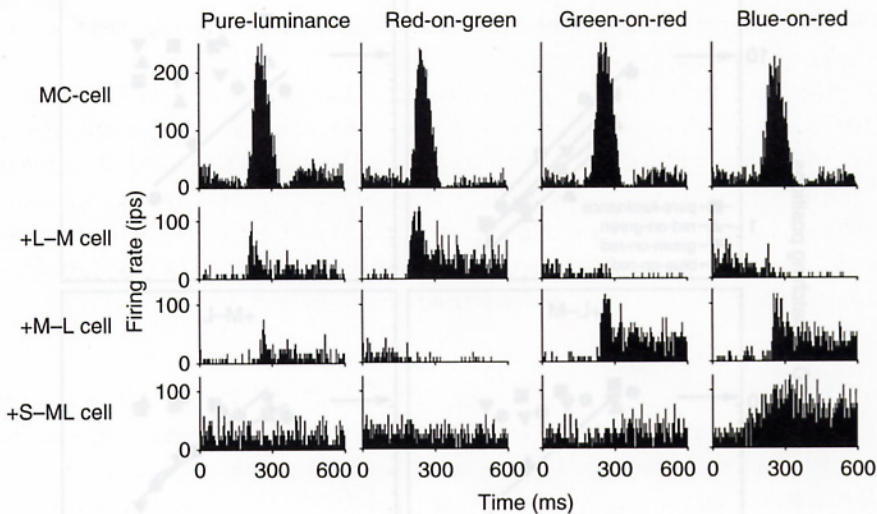 Pure-luminance Red-on-green Green-on-red Blue-on-red
MC-cell
200
100
0
+L–M cell
100
0
+M–L cell
100
0
+S–ML cell
100
0
Firing rate (ips)
0 300 600 0 300 600 0 300 600 0 300 600
Time (ms)